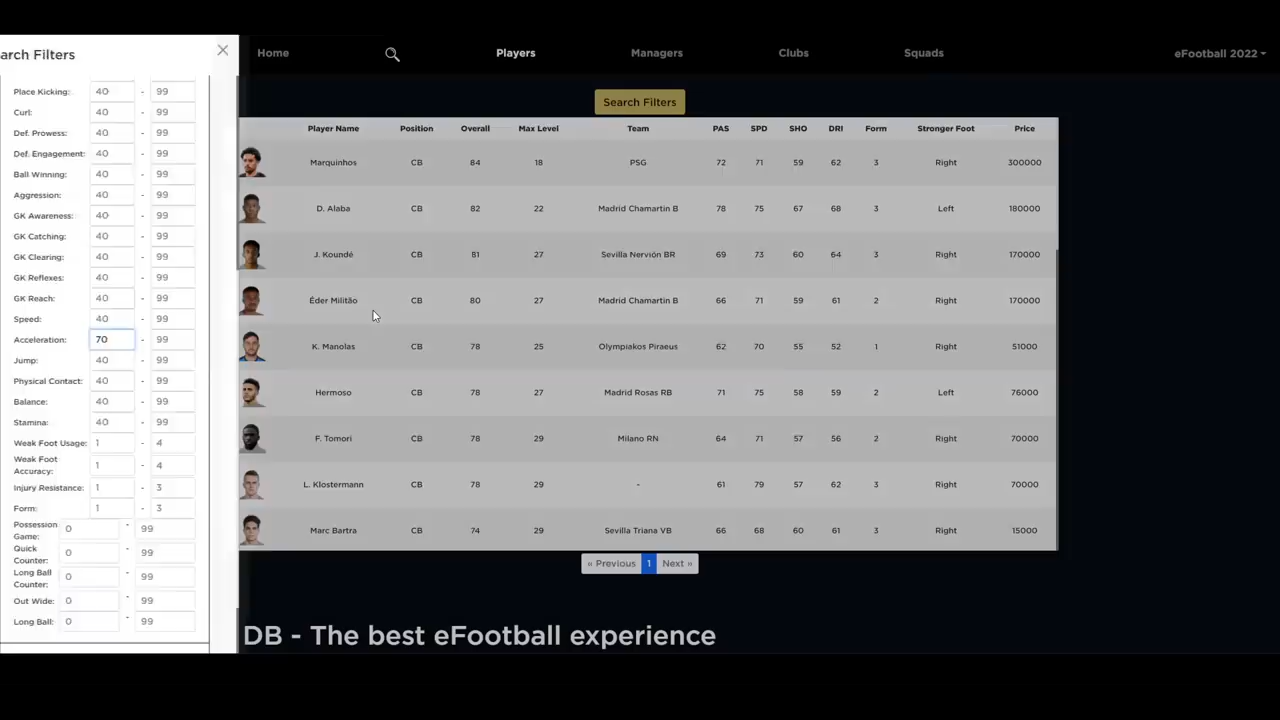 arch Filters
Home Players Managers Clubs Squads eFootball 2022
Search Filters
Place Kicking: 40 - 99
Curl: 40 - 99
Def. Prowess: 40 - 99
Def. Engagement: 40 - 99
Ball Winning: 40 - 99
Aggression: 40 - 99
GK Awareness: 40 - 99
GK Catching: 40 - 99
GK Clearing: 40 - 99
GK Reflexes: 40 - 99
GK Reach: 40 - 99
Speed: 40 - 99
Acceleration: 70 - 99
Jump: 40 - 99
Physical Contact: 40 - 99
Balance: 40 - 99
Stamina: 40 - 99
Weak Foot Usage: 1 - 4
Weak Foot
Accuracy: 1 - 4
Injury Resistance: 1 - 3
Form: 1 - 3
Possession
Game: 0 - 99
Quick
Counter: 0 - 99
Long Ball
Counter: 0 - 99
Out Wide: 0 - 99
Long Ball: 0 - 99
Player Name Position Overall Max Level Team PAS SPD SHO DRI Form Stronger Foot Price
Marquinhos CB 84 18 PSG 72 71 59 62 3 Right 300000
D. Alaba CB 82 22 Madrid Chamartin B 78 75 67 68 3 Left 180000
J. Koundé CB 81 27 Sevilla Nervión BR 69 73 60 64 3 Right 170000
Éder Militão CB 80 27 Madrid Chamartin B 66 71 59 61 2 Right 170000
K. Manolas CB 78 25 Olympiakos Piraeus 62 70 55 52 1 Right 51000
Hermoso CB 78 27 Madrid Rosas RB 71 75 58 59 2 Left 76000
F. Tomori CB 78 29 Milano RN 64 71 57 56 2 Right 70000
L. Klostermann CB 78 29 - 61 79 57 62 3 Right 70000
Marc Bartra CB 74 29 Sevilla Triana VB 66 68 60 61 3 Right 15000
« Previous 1 Next »
DB - The best eFootball experience